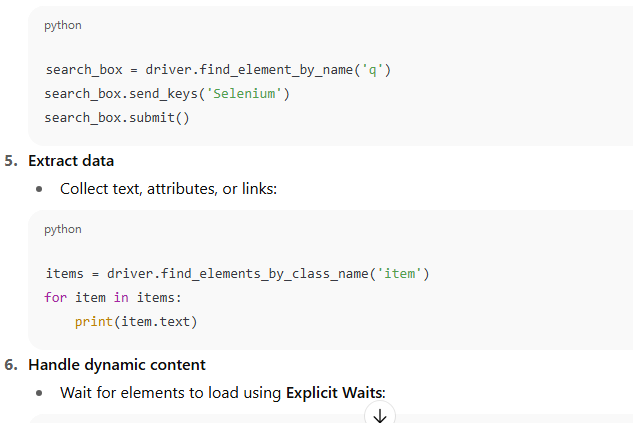 python
search_box = driver.find_element_by_name('q')
search_box.send_keys('Selenium')
search_box.submit()
5. Extract data
• Collect text, attributes, or links:
python
items = driver.find_elements_by_class_name('item')
for item in items:
    print(item.text)
6. Handle dynamic content
• Wait for elements to load using Explicit Waits: